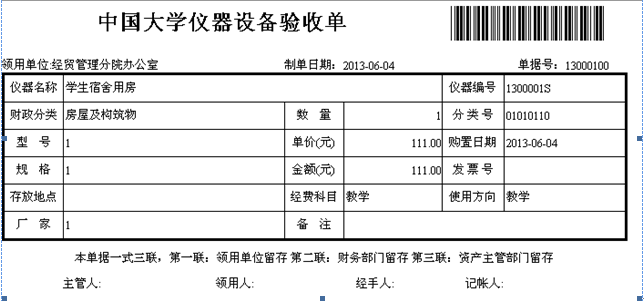 中国大学仪器设备验收单
领用单位:经贸管理分院办公室 制单日期: 2013-06-04 单据号: 13000100
仪器名称 学生宿舍用房 仪器编号 1300001S
财政分类 房屋及构筑物 数 量 1 分 类 号 01010110
型 号 1 单价(元) 111.00 购置日期 2013-06-04
规 格 1 金额(元) 111.00 发 票 号
存放地点 经费科目 教学 使用方向 教学
厂 家 1 备 注
本单据一式三联，第一联：领用单位留存 第二联：财务部门留存 第三联：资产主管部门留存
主管人: 领用人: 经手人: 记帐人: